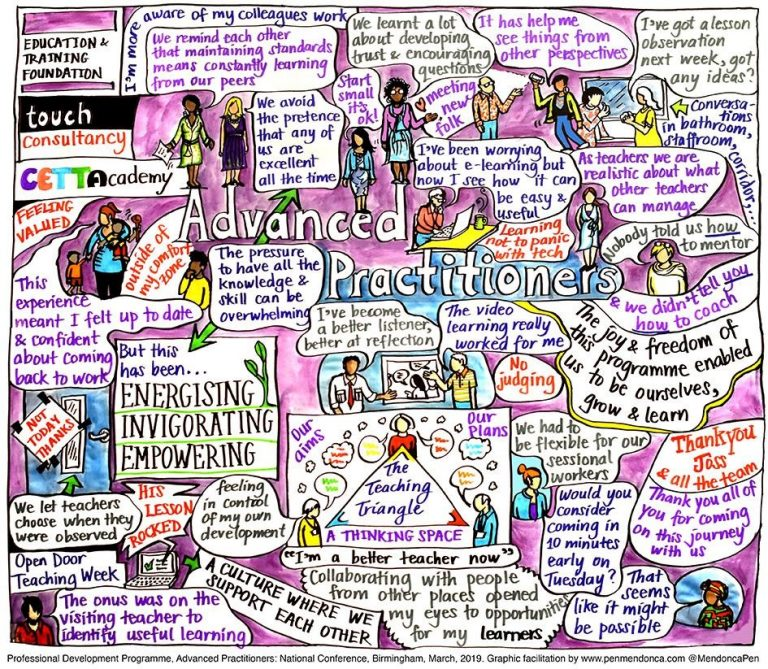 EDUCATION &
TRAINING
FOUNDATION
touch
Consultancy
CETTAcademy
I'm more aware of my colleagues work
We remind each other
that maintaining standards
means constantly learning
from our peers
We avoid
the pretence
that any of
us are
excellent
all the time
We learnt a lot
about developing
trust & encouraging
questions
Start
small
it's
ok!
meeting
new
folk
It has help me
see things from
other perspectives
I've got a lesson
observation
next week, got
any ideas?
Conversa-
tions
in bathroom,
staffroom,
corridor...
I've been worrying
about e-learning but
now I see how it can
be easy &
useful
Learning
not to panic
with tech
As teachers we are
realistic about what
other teachers
can manage
Nobody told us how
to mentor
& we didn't tell you
how to coach
Advanced
Practitioners
FEELING
VALUED
outside of
my comfort
zone
This
experience
meant I felt up to date
& confident
about coming
back to work
The pressure
to have all the
knowledge &
skill can be
overwhelming
But this
has been...
ENERGISING
INVIGORATING
EMPOWERING
I've become
a better listener,
better at reflection
The video
learning really
worked for me
No
judging
The joy & freedom of
this programme enabled
us to be ourselves,
grow & learn
NOT
TODAY
THANKS
We let teachers
choose when they
were observed
HIS
LESSON
ROCKED
feeling
in control
of my own
development
Our
aims
Our
Plans
The
Teaching
Triangle
A THINKING SPACE
"I'm a better teacher now"
We had to
be flexible for our
sessional
workers
Would you
consider
coming in
10 minutes
early on
Tuesday?
That
seems
like it might
be possible
Thankyou
Joss
& all the team
Thank you all of
you for coming
on this journey
with us
Open Door
Teaching Week
The onus was on the
visiting teacher to
identify useful learning
A CULTURE WHERE WE
SUPPORT EACH OTHER
Collaborating with people
from other places opened
my eyes to opportunities
for my learners
Professional Development Programme, Advanced Practitioners: National Conference, Birmingham, March, 2019. Graphic facilitation by www.penmendonca.com @MendoncaPen